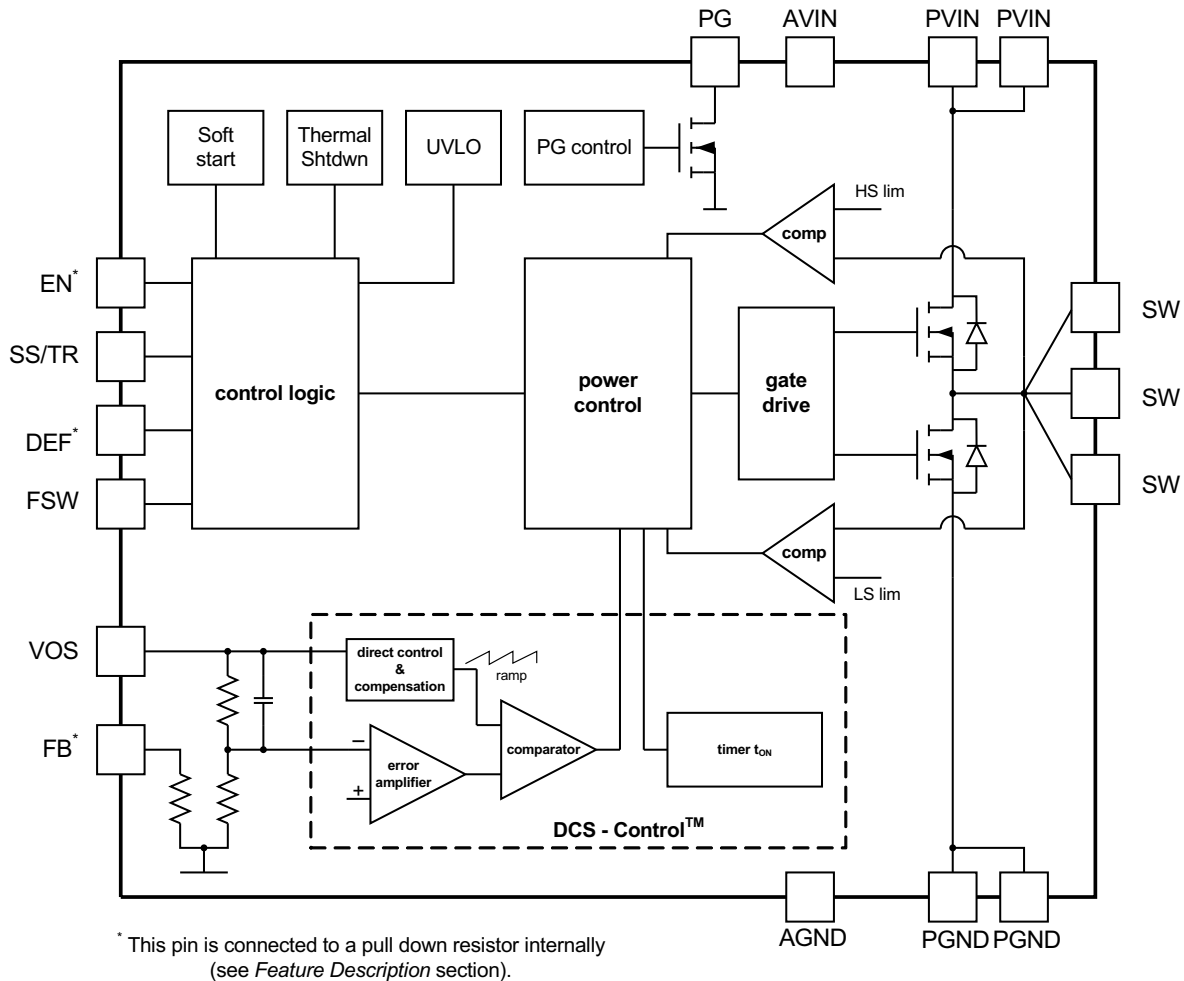 PG AVIN PVIN PVIN
Soft
start
Thermal
Shtdwn
UVLO
PG control
HS lim
comp
EN*
SS/TR
DEF*
FSW
control logic
power
control
gate
drive
SW
SW
SW
comp
LS lim
VOS
FB*
direct control
&
compensation
ramp
–
+
error
amplifier
comparator
timer tON
DCS - Control™
AGND PGND PGND
* This pin is connected to a pull down resistor internally
(see Feature Description section).